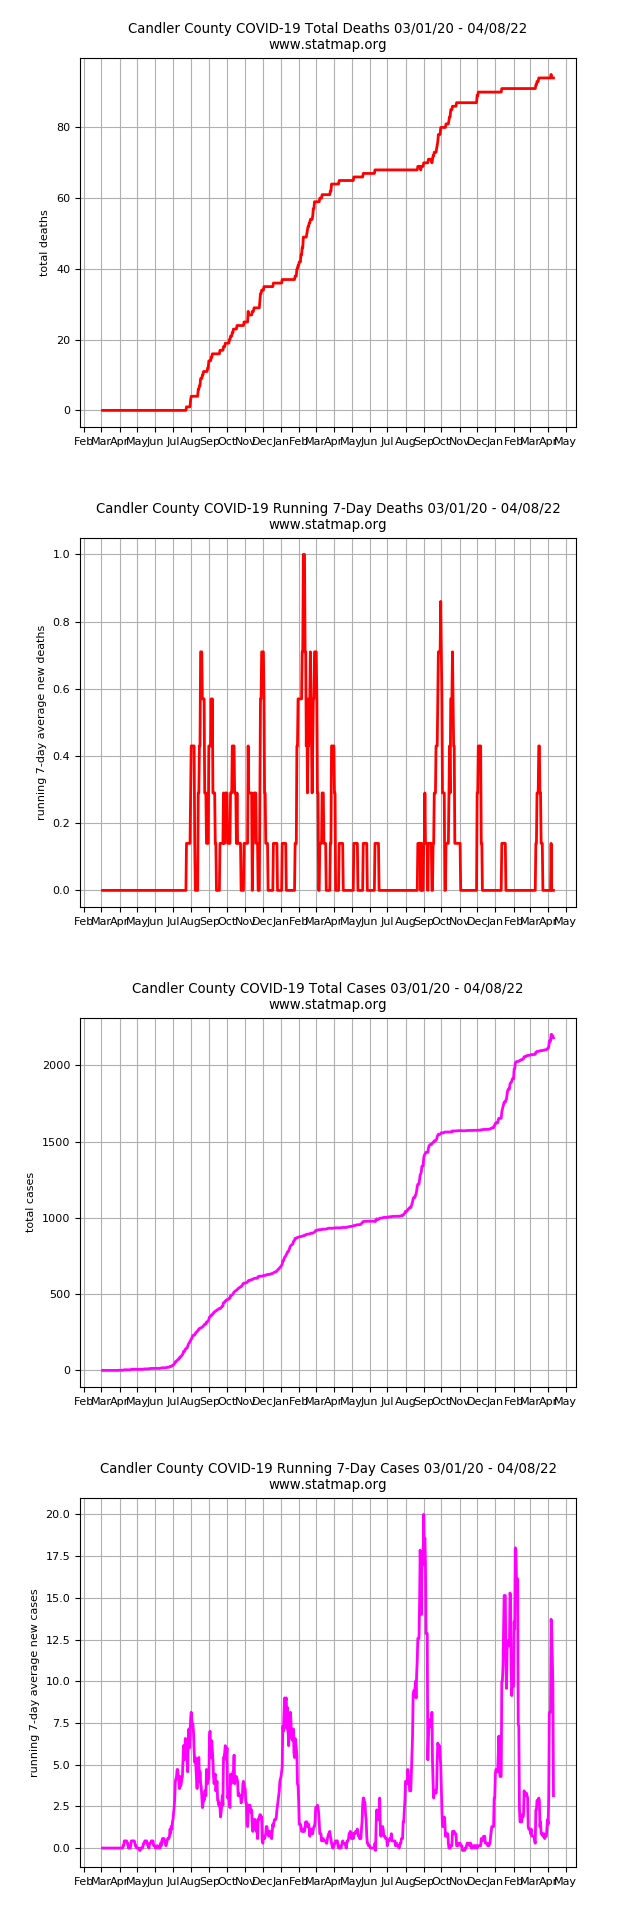 Candler County COVID-19 Total Deaths 03/01/20 - 04/08/22
www.statmap.org
total deaths
80
60
40
20
0
Feb Mar Apr May Jun Jul Aug Sep Oct Nov Dec Jan Feb Mar Apr May Jun Jul Aug Sep Oct Nov Dec Jan Feb Mar Apr May
Candler County COVID-19 Running 7-Day Deaths 03/01/20 - 04/08/22
www.statmap.org
running 7-day average new deaths
1.0
0.8
0.6
0.4
0.2
0.0
Feb Mar Apr May Jun Jul Aug Sep Oct Nov Dec Jan Feb Mar Apr May Jun Jul Aug Sep Oct Nov Dec Jan Feb Mar Apr May
Candler County COVID-19 Total Cases 03/01/20 - 04/08/22
www.statmap.org
total cases
2000
1500
1000
500
0
Feb Mar Apr May Jun Jul Aug Sep Oct Nov Dec Jan Feb Mar Apr May Jun Jul Aug Sep Oct Nov Dec Jan Feb Mar Apr May
Candler County COVID-19 Running 7-Day Cases 03/01/20 - 04/08/22
www.statmap.org
running 7-day average new cases
20.0
17.5
15.0
12.5
10.0
7.5
5.0
2.5
0.0
Feb Mar Apr May Jun Jul Aug Sep Oct Nov Dec Jan Feb Mar Apr May Jun Jul Aug Sep Oct Nov Dec Jan Feb Mar Apr May